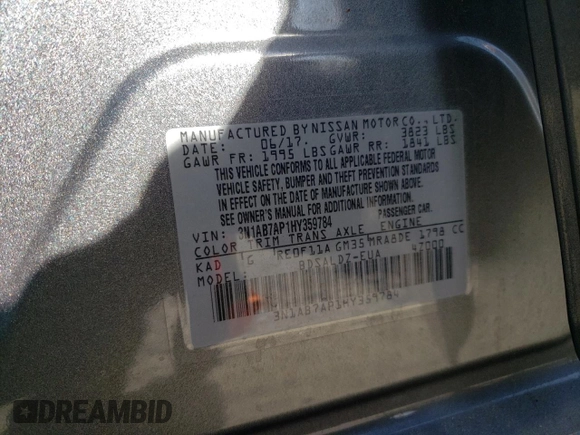 MANUFACTURED BY NISSAN MOTOR CO., LTD.
DATE: 06/17. GVWR: 3823 LBS
GAWR FR: 1995 LBS GAWR RR: 1841 LBS
THIS VEHICLE CONFORMS TO ALL APPLICABLE FEDERAL MOTOR
VEHICLE SAFETY, BUMPER AND THEFT PREVENTION STANDARDS
IN EFFECT ON THE DATE OF MANUFACTURE SHOWN ABOVE.
SEE OWNER'S MANUAL FOR ADDITIONAL INFORMATION.
VIN: 3N1AB7AP1HY359784 PASSENGER CAR.
COLOR TRIM TRANS AXLE ENGINE
KAD G RE0F11A GM35 MRA8DE 1798 CC
MODEL: BDSALDZ-EUA 47000
3N1AB7AP1HY359784
DREAMBID